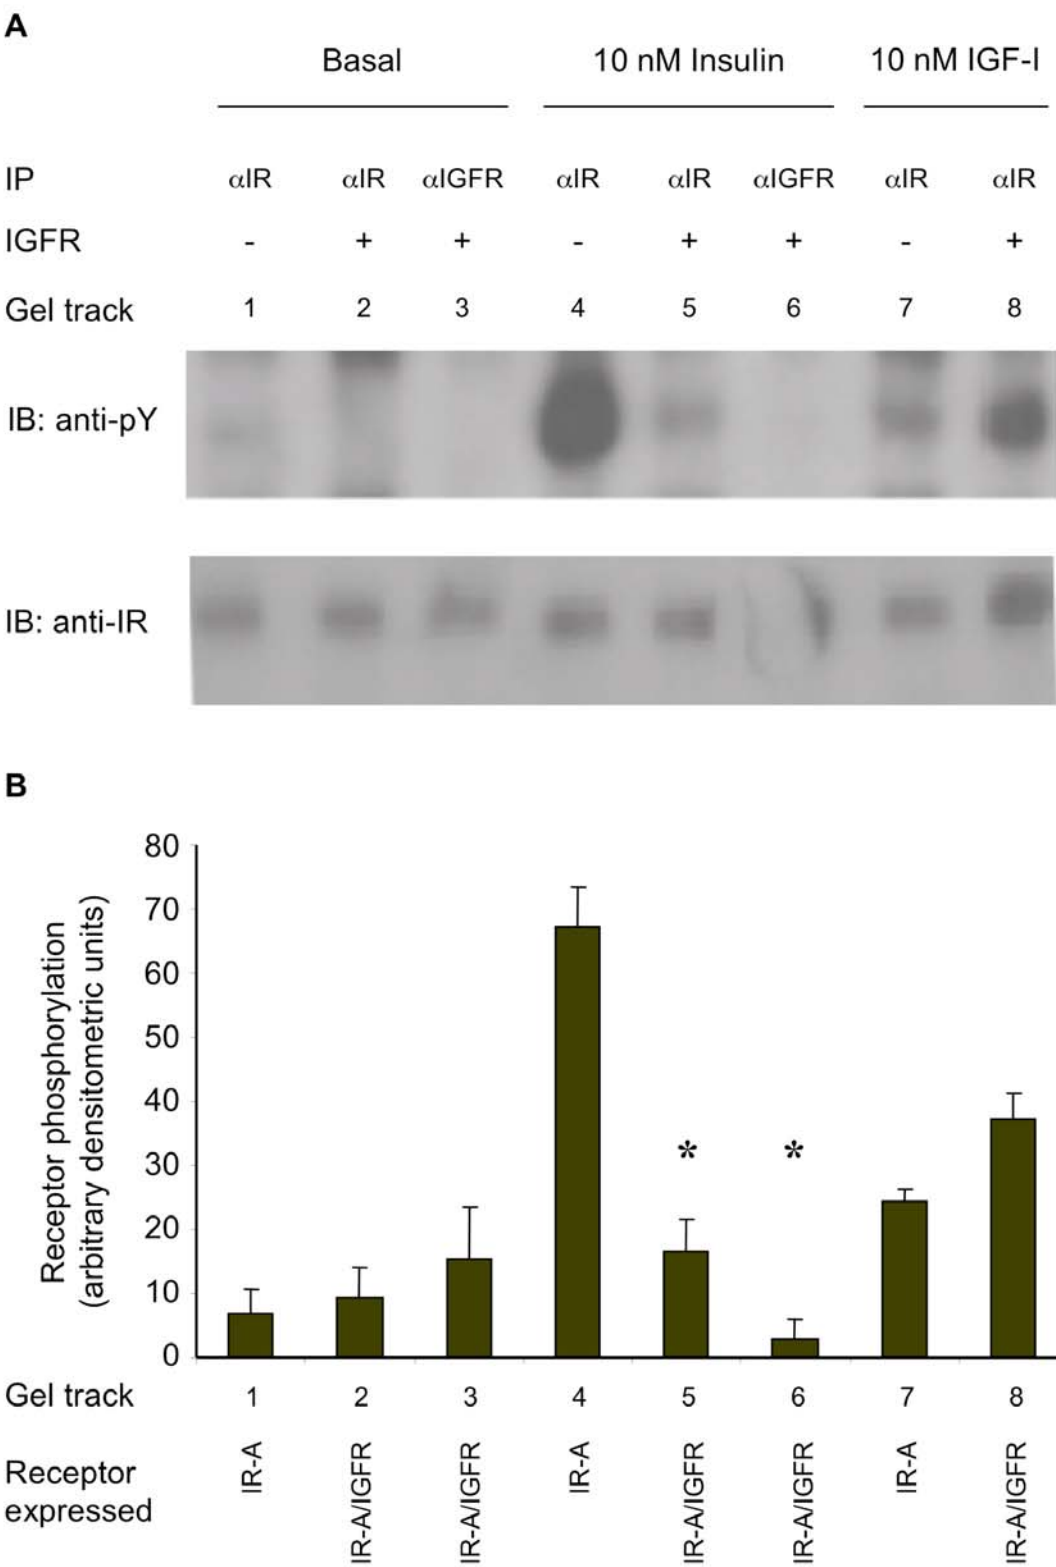 A
Basal 10 nM Insulin 10 nM IGF-I
IP αIR αIR αIGFR αIR αIR αIGFR αIR αIR
IGFR - + + - + + - +
Gel track 1 2 3 4 5 6 7 8
IB: anti-pY
IB: anti-IR
B
Receptor phosphorylation
(arbitrary densitometric units)
80
70
60
50
40
30
20
10
0
* *
Gel track 1 2 3 4 5 6 7 8
Receptor
expressed
IR-A
IR-A/IGFR
IR-A/IGFR
IR-A
IR-A/IGFR
IR-A/IGFR
IR-A
IR-A/IGFR